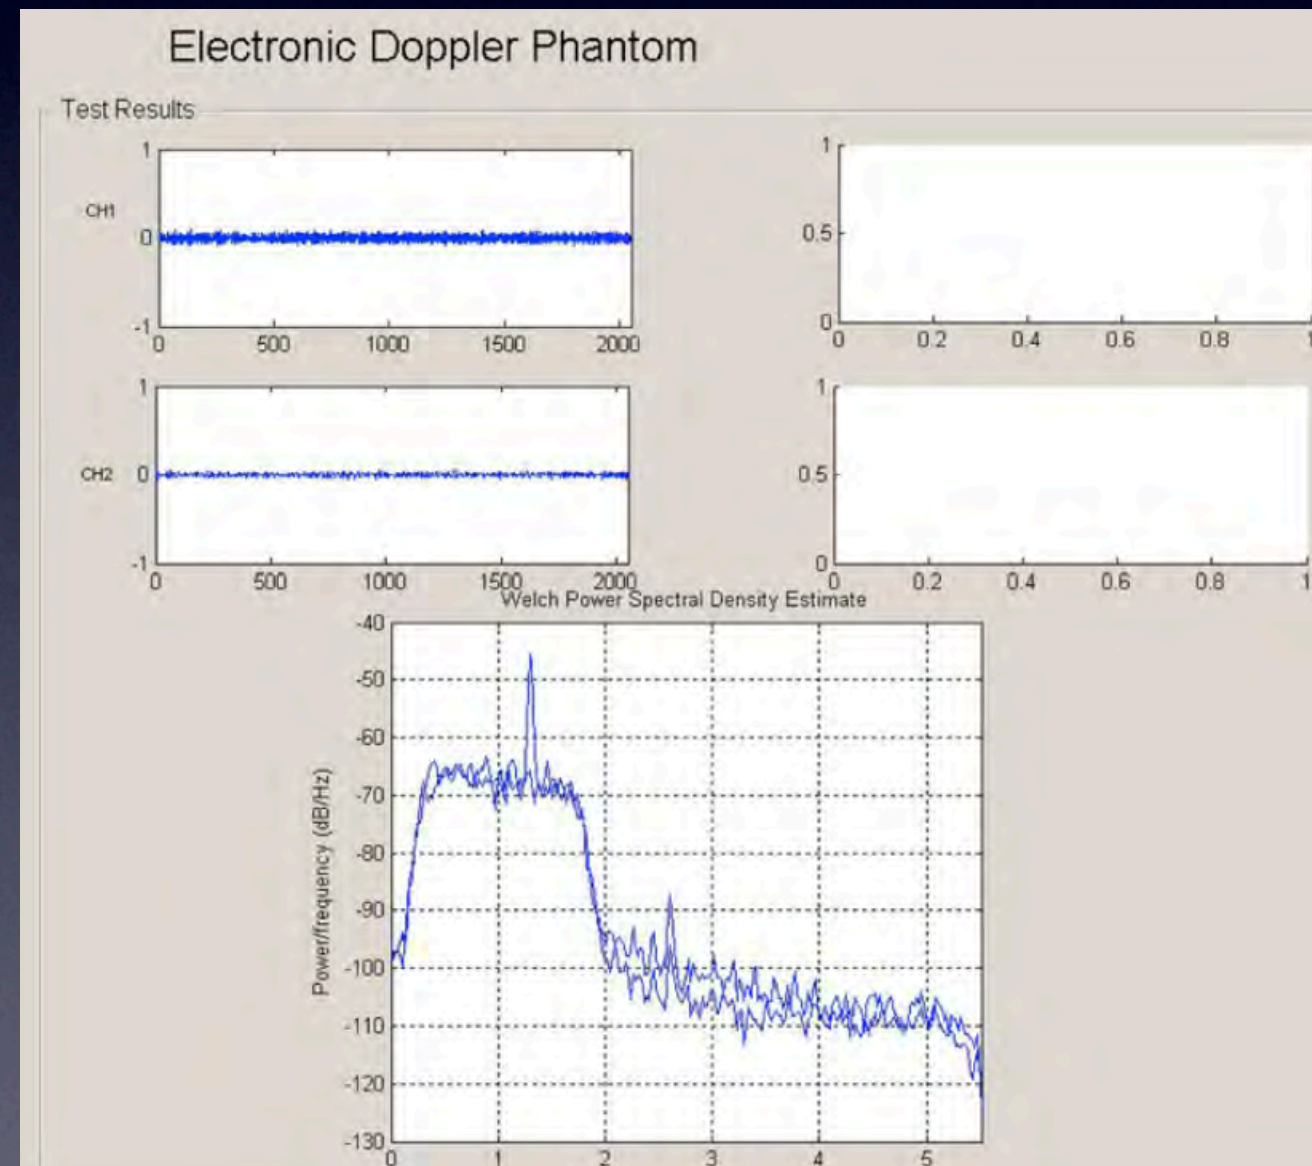 Electronic Doppler Phantom
Test Results
1
CH1
0
-1
0 500 1000 1500 2000
1
0.5
0
0 0.2 0.4 0.6 0.8 1
1
CH2 0
-1
0 500 1000 1500 2000
1
0.5
0
0 0.2 0.4 0.6 0.8 1
Welch Power Spectral Density Estimate
Power/frequency (dB/Hz)
-40
-50
-60
-70
-80
-90
-100
-110
-120
-130
0 1 2 3 4 5